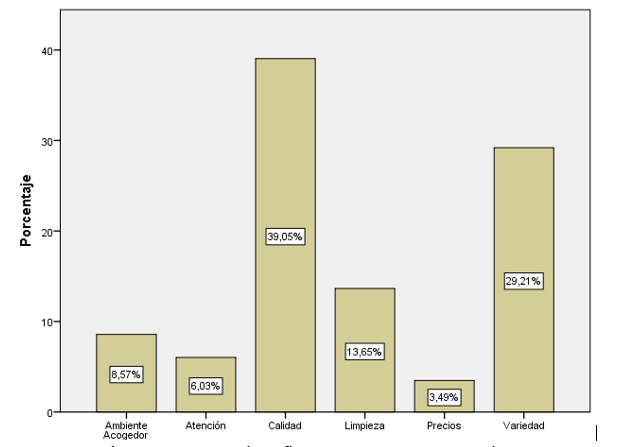 Porcentaje
40
30
20
10
0
39,05%
29,21%
13,65%
8,57%
6,03%
3,49%
Ambiente
Acogedor
Atención
Calidad
Limpieza
Precios
Variedad